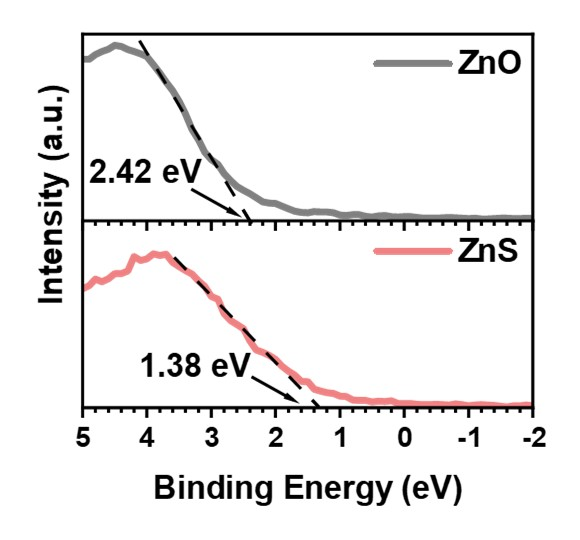 ZnO
2.42 eV
Intensity (a.u.)
ZnS
1.38 eV
5 4 3 2 1 0 -1 -2
Binding Energy (eV)